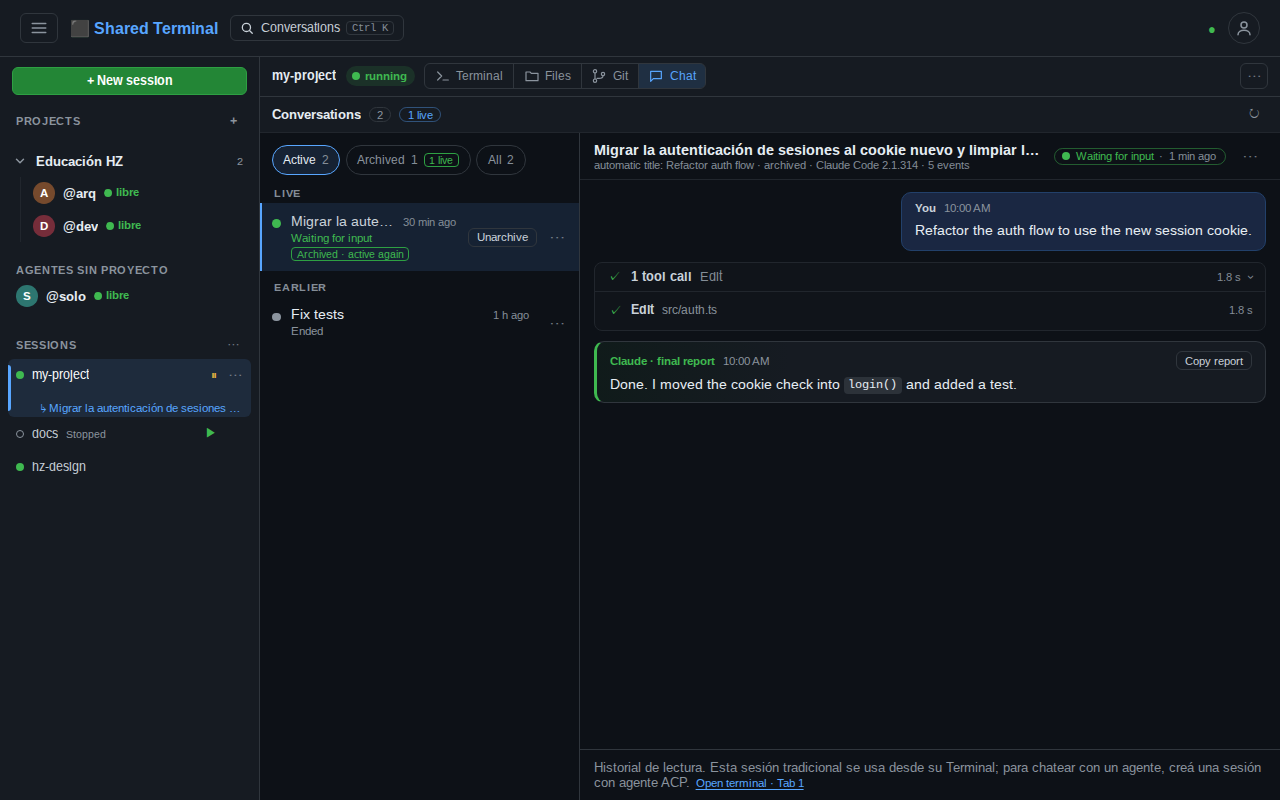 Shared Terminal
Conversations Ctrl K
+ New session
PROJECTS +
Educación HZ 2
A @arq libre
D @dev libre
AGENTES SIN PROYECTO
S @solo libre
SESSIONS ···
my-project ···
↳ Migrar la autenticación de sesiones …
docs Stopped
hz-design
my-project running Terminal Files Git Chat ···
Conversations 2 1 live
Active 2 Archived 1 1 live All 2
LIVE
Migrar la aute… 30 min ago
Waiting for input
Archived · active again
Unarchive ···
EARLIER
Fix tests 1 h ago
Ended ···
Migrar la autenticación de sesiones al cookie nuevo y limpiar l…
automatic title: Refactor auth flow · archived · Claude Code 2.1.314 · 5 events
Waiting for input · 1 min ago ···
You 10:00 AM
Refactor the auth flow to use the new session cookie.
✓ 1 tool call Edit 1.8 s
✓ Edit src/auth.ts 1.8 s
Claude · final report 10:00 AM Copy report
Done. I moved the cookie check into login() and added a test.
Historial de lectura. Esta sesión tradicional se usa desde su Terminal; para chatear con un agente, creá una sesión
con agente ACP. Open terminal · Tab 1